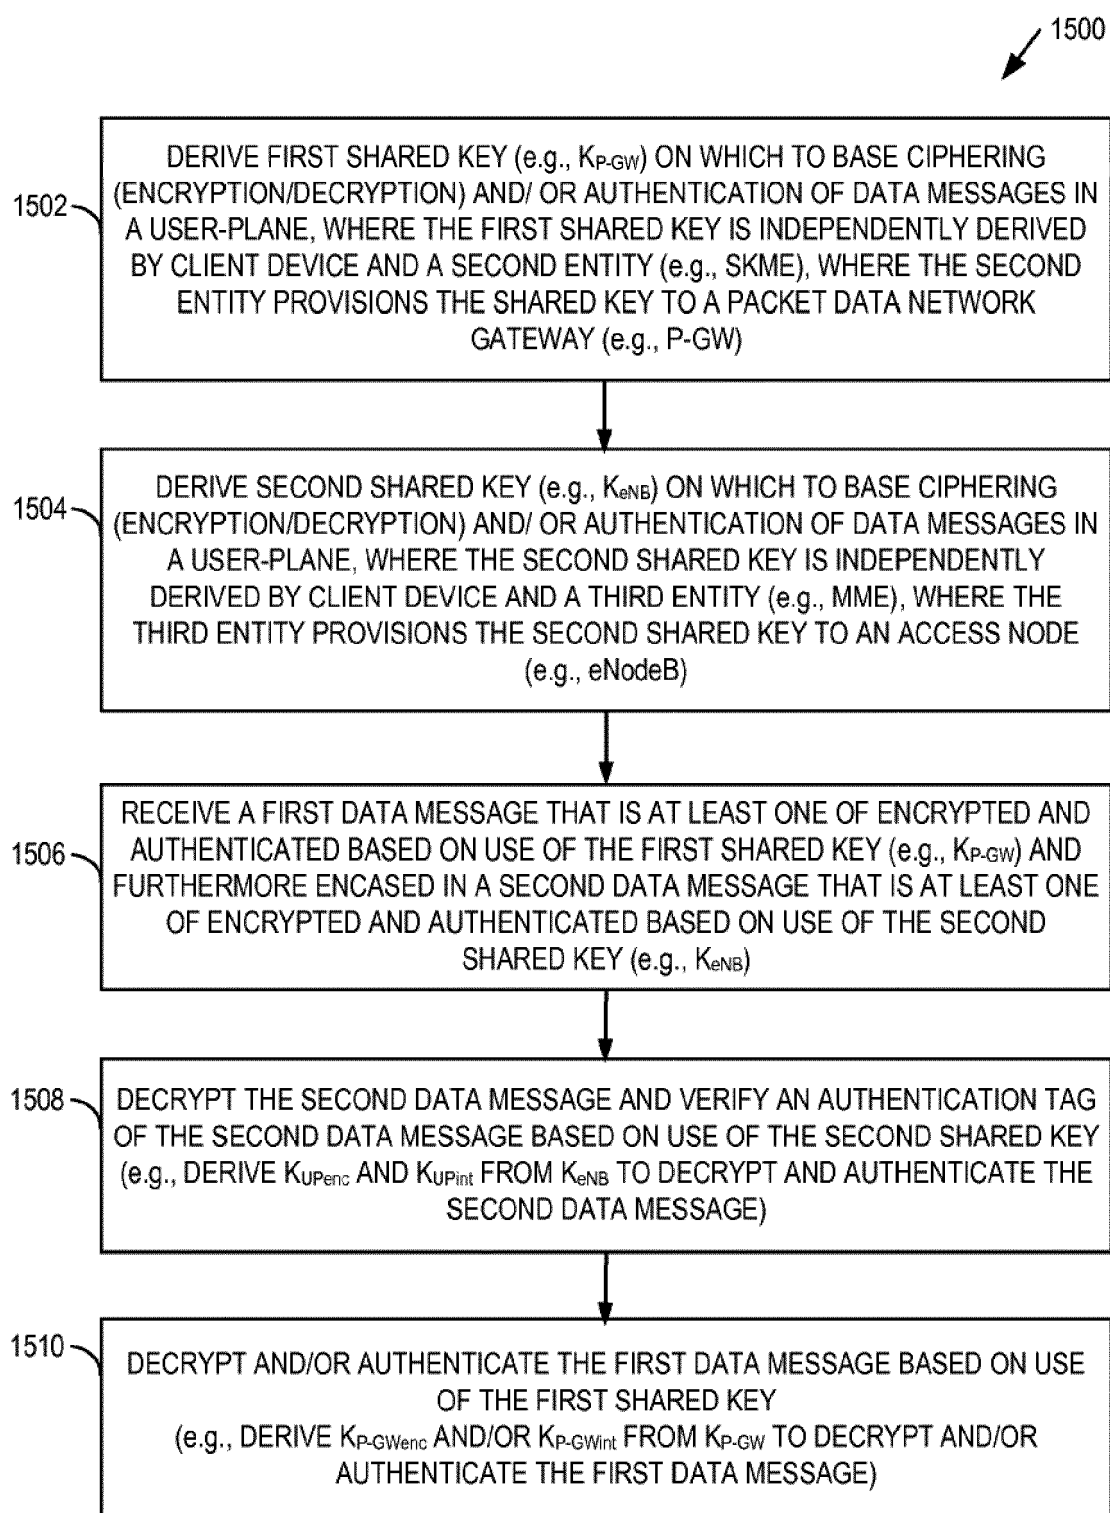 1500
1502
DERIVE FIRST SHARED KEY (e.g., KP-GW) ON WHICH TO BASE CIPHERING
(ENCRYPTION/DECRYPTION) AND/ OR AUTHENTICATION OF DATA MESSAGES IN
A USER-PLANE, WHERE THE FIRST SHARED KEY IS INDEPENDENTLY DERIVED
BY CLIENT DEVICE AND A SECOND ENTITY (e.g., SKME), WHERE THE SECOND
ENTITY PROVISIONS THE SHARED KEY TO A PACKET DATA NETWORK
GATEWAY (e.g., P-GW)
1504
DERIVE SECOND SHARED KEY (e.g., KeNB) ON WHICH TO BASE CIPHERING
(ENCRYPTION/DECRYPTION) AND/ OR AUTHENTICATION OF DATA MESSAGES IN
A USER-PLANE, WHERE THE SECOND SHARED KEY IS INDEPENDENTLY
DERIVED BY CLIENT DEVICE AND A THIRD ENTITY (e.g., MME), WHERE THE
THIRD ENTITY PROVISIONS THE SECOND SHARED KEY TO AN ACCESS NODE
(e.g., eNodeB)
1506
RECEIVE A FIRST DATA MESSAGE THAT IS AT LEAST ONE OF ENCRYPTED AND
AUTHENTICATED BASED ON USE OF THE FIRST SHARED KEY (e.g., KP-GW) AND
FURTHERMORE ENCASED IN A SECOND DATA MESSAGE THAT IS AT LEAST ONE
OF ENCRYPTED AND AUTHENTICATED BASED ON USE OF THE SECOND
SHARED KEY (e.g., KeNB)
1508
DECRYPT THE SECOND DATA MESSAGE AND VERIFY AN AUTHENTICATION TAG
OF THE SECOND DATA MESSAGE BASED ON USE OF THE SECOND SHARED KEY
(e.g., DERIVE KUPenc AND KUPint FROM KeNB TO DECRYPT AND AUTHENTICATE THE
SECOND DATA MESSAGE)
1510
DECRYPT AND/OR AUTHENTICATE THE FIRST DATA MESSAGE BASED ON USE
OF THE FIRST SHARED KEY
(e.g., DERIVE KP-GWenc AND/OR KP-GWint FROM KP-GW TO DECRYPT AND/OR
AUTHENTICATE THE FIRST DATA MESSAGE)